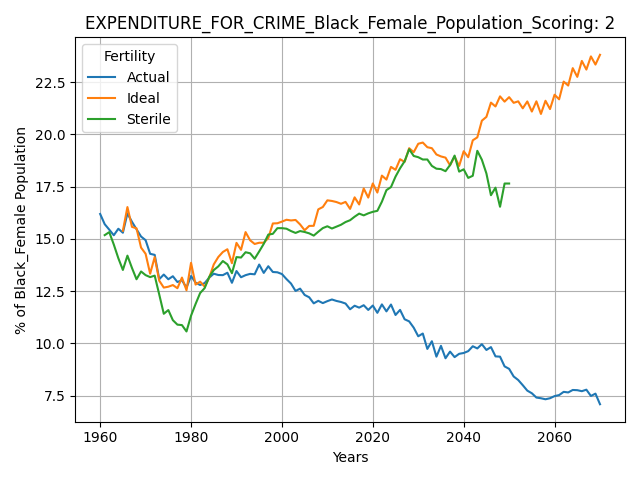 EXPENDITURE_FOR_CRIME_Black_Female_Population_Scoring: 2
Fertility
Actual
Ideal
Sterile
% of Black_Female Population
22.5
20.0
17.5
15.0
12.5
10.0
7.5
1960 1980 2000 2020 2040 2060
Years